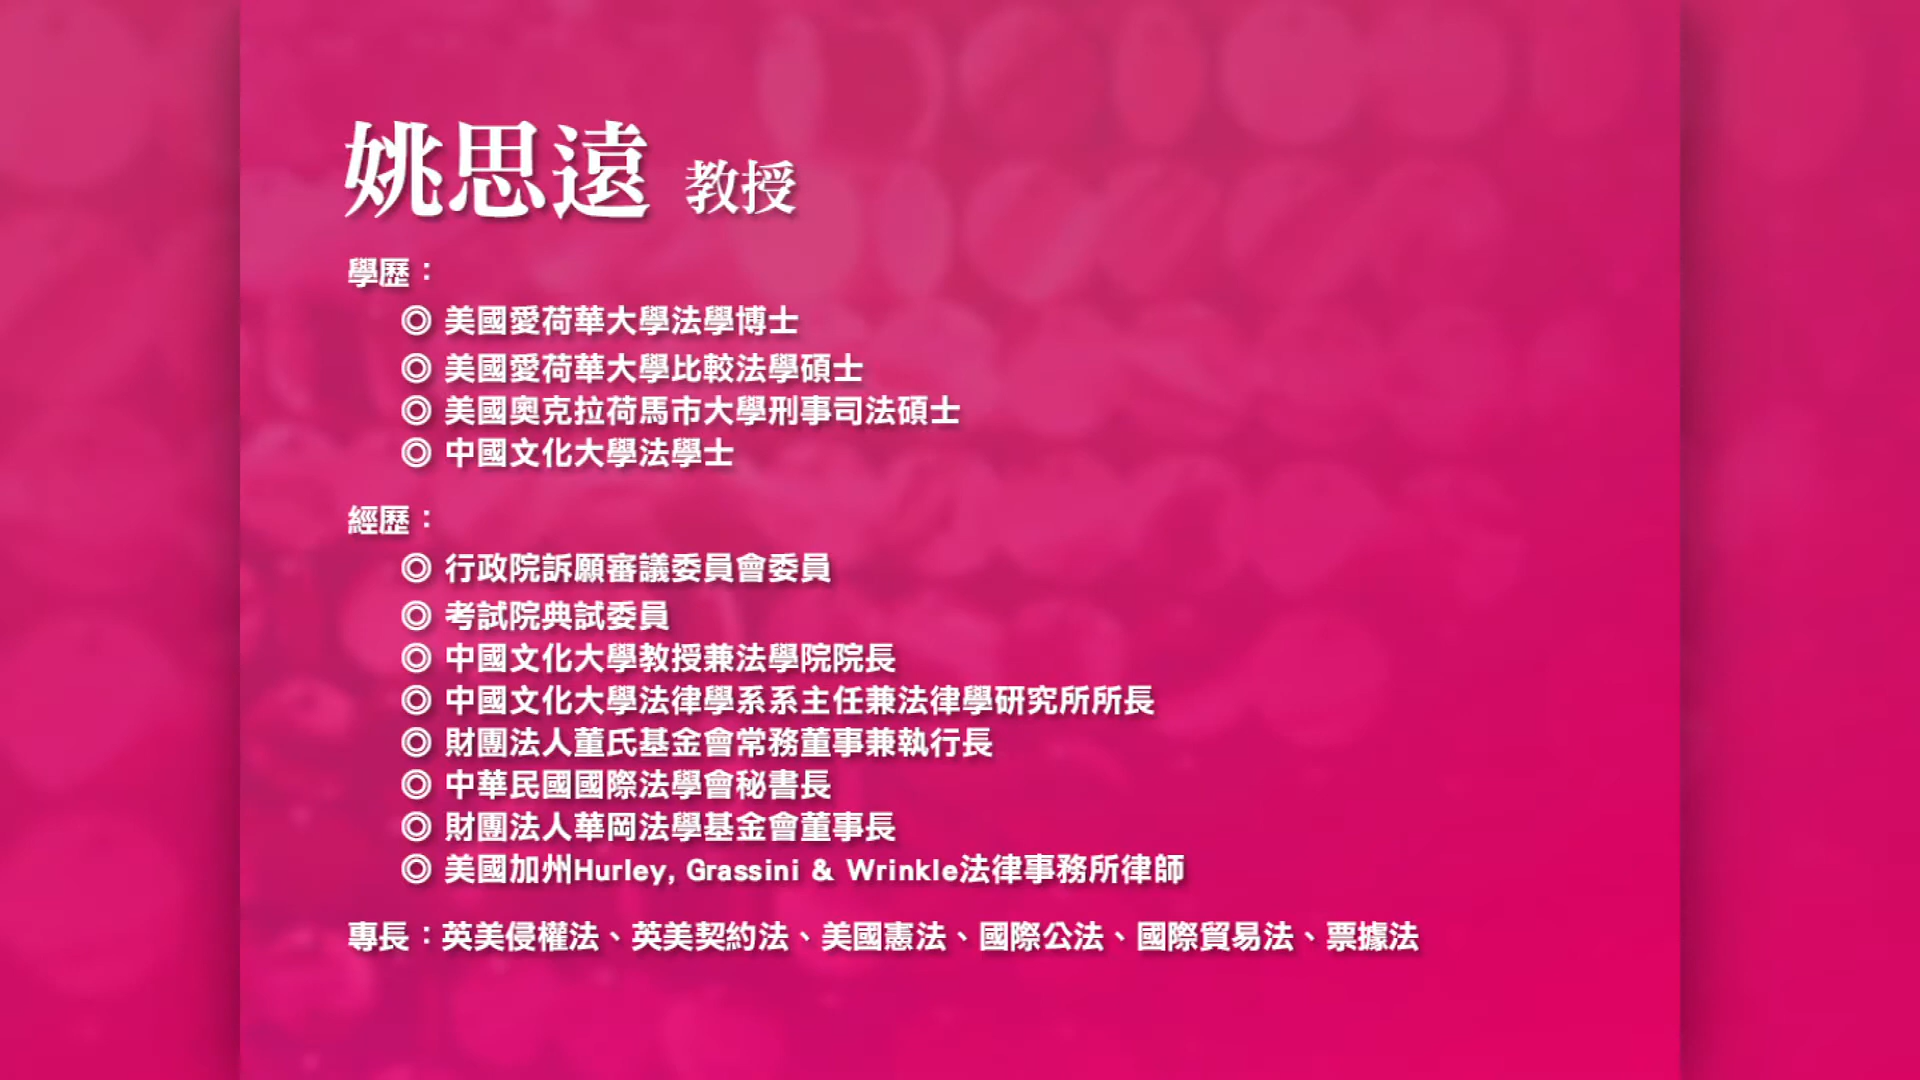 姚思遠 教授
學歷：
◎ 美國愛荷華大學法學博士
◎ 美國愛荷華大學比較法學碩士
◎ 美國奧克拉荷馬市大學刑事司法碩士
◎ 中國文化大學法學士
經歷：
◎ 行政院訴願審議委員會委員
◎ 考試院典試委員
◎ 中國文化大學教授兼法學院院長
◎ 中國文化大學法律學系系主任兼法律學研究所所長
◎ 財團法人董氏基金會常務董事兼執行長
◎ 中華民國國際法學會秘書長
◎ 財團法人華岡法學基金會董事長
◎ 美國加州Hurley, Grassini & Wrinkle法律事務所律師
專長：英美侵權法、英美契約法、美國憲法、國際公法、國際貿易法、票據法